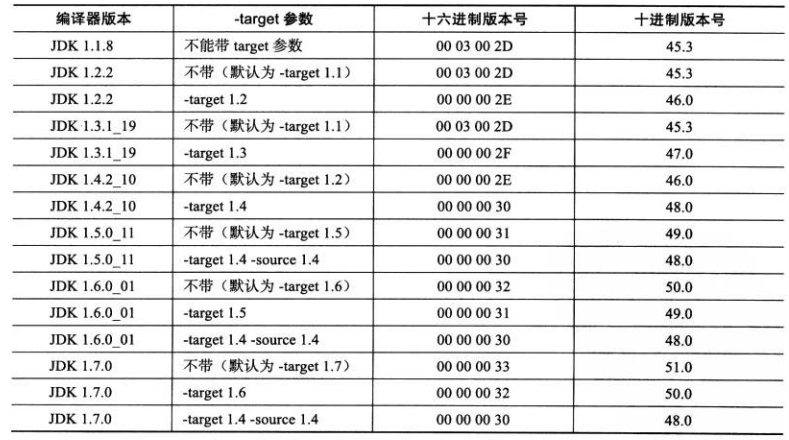 编译器版本 -target 参数 十六进制版本号 十进制版本号
JDK 1.1.8 不能带 target 参数 00 03 00 2D 45.3
JDK 1.2.2 不带（默认为 -target 1.1） 00 03 00 2D 45.3
JDK 1.2.2 -target 1.2 00 00 00 2E 46.0
JDK 1.3.1_19 不带（默认为 -target 1.1） 00 03 00 2D 45.3
JDK 1.3.1_19 -target 1.3 00 00 00 2F 47.0
JDK 1.4.2_10 不带（默认为 -target 1.2） 00 00 00 2E 46.0
JDK 1.4.2_10 -target 1.4 00 00 00 30 48.0
JDK 1.5.0_11 不带（默认为 -target 1.5） 00 00 00 31 49.0
JDK 1.5.0_11 -target 1.4 -source 1.4 00 00 00 30 48.0
JDK 1.6.0_01 不带（默认为 -target 1.6） 00 00 00 32 50.0
JDK 1.6.0_01 -target 1.5 00 00 00 31 49.0
JDK 1.6.0_01 -target 1.4 -source 1.4 00 00 00 30 48.0
JDK 1.7.0 不带（默认为 -target 1.7） 00 00 00 33 51.0
JDK 1.7.0 -target 1.6 00 00 00 32 50.0
JDK 1.7.0 -target 1.4 -source 1.4 00 00 00 30 48.0